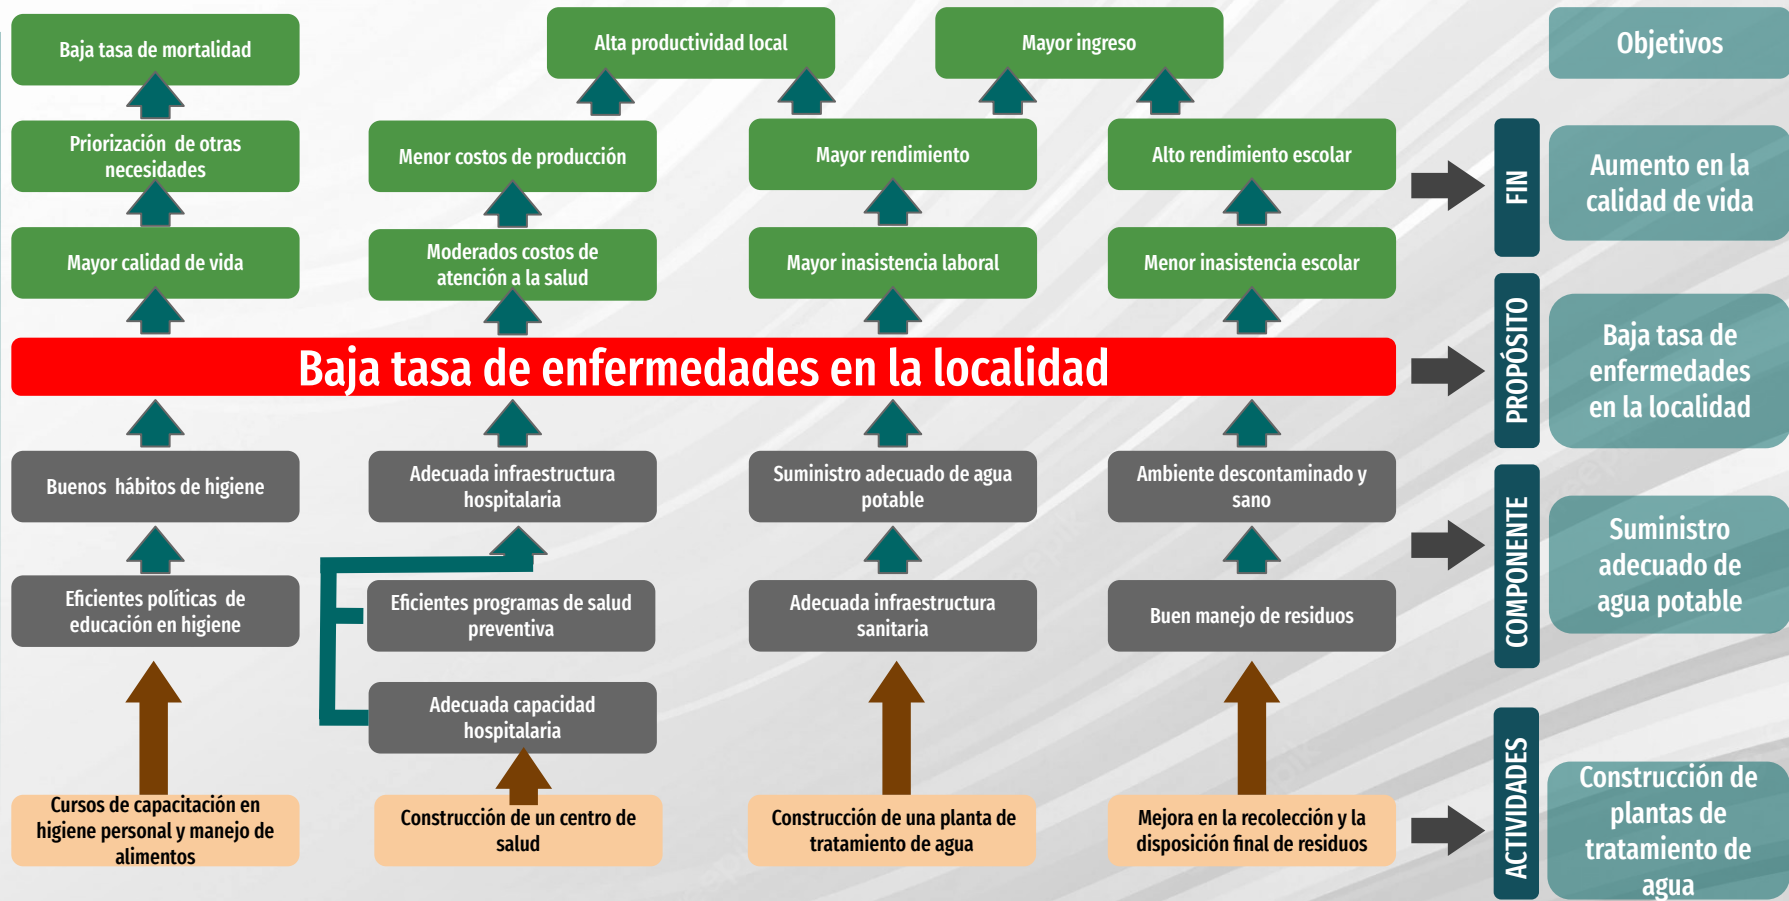 Baja tasa de mortalidad
Alta productividad local
Mayor ingreso
Objetivos
Priorización de otras
necesidades
Menor costos de producción
Mayor rendimiento
Alto rendimiento escolar
FIN
Aumento en la
calidad de vida
Mayor calidad de vida
Moderados costos de
atención a la salud
Mayor inasistencia laboral
Menor inasistencia escolar
Baja tasa de enfermedades en la localidad
PROPÓSITO
Baja tasa de
enfermedades
en la localidad
Buenos hábitos de higiene
Adecuada infraestructura
hospitalaria
Suministro adecuado de agua
potable
Ambiente descontaminado y
sano
COMPONENTE
Suministro
adecuado de
agua potable
Eficientes políticas de
educación en higiene
Eficientes programas de salud
preventiva
Adecuada infraestructura
sanitaria
Buen manejo de residuos
Adecuada capacidad
hospitalaria
Cursos de capacitación en
higiene personal y manejo de
alimentos
Construcción de un centro de
salud
Construcción de una planta de
tratamiento de agua
Mejora en la recolección y la
disposición final de residuos
ACTIVIDADES
Construcción de
plantas de
tratamiento de
agua